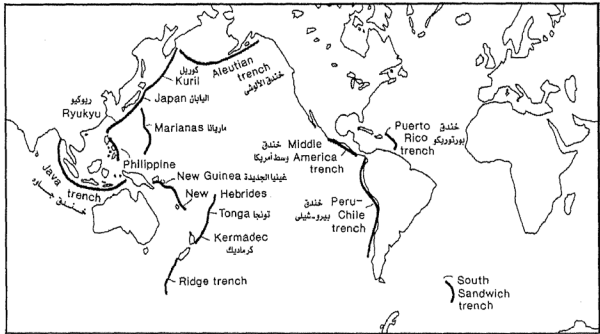 Aleutian
trench
خندق الألوشى
كوريل
Kuril
Japan اليابان
ريوكيو
Ryukyu
Marianas ماريانا
Philippine
Java
trench
خندق جاوه
New Guinea غينيا الجديدة
New Hebrides
Tonga تونجا
Kermadec
كرماديك
Ridge trench
خندق Middle
وسط أمريكا America
trench
Puerto خندق
Rico بورتوريكو
trench
خندق Peru-
بيرو-شيلى Chile
trench
South
Sandwich
trench